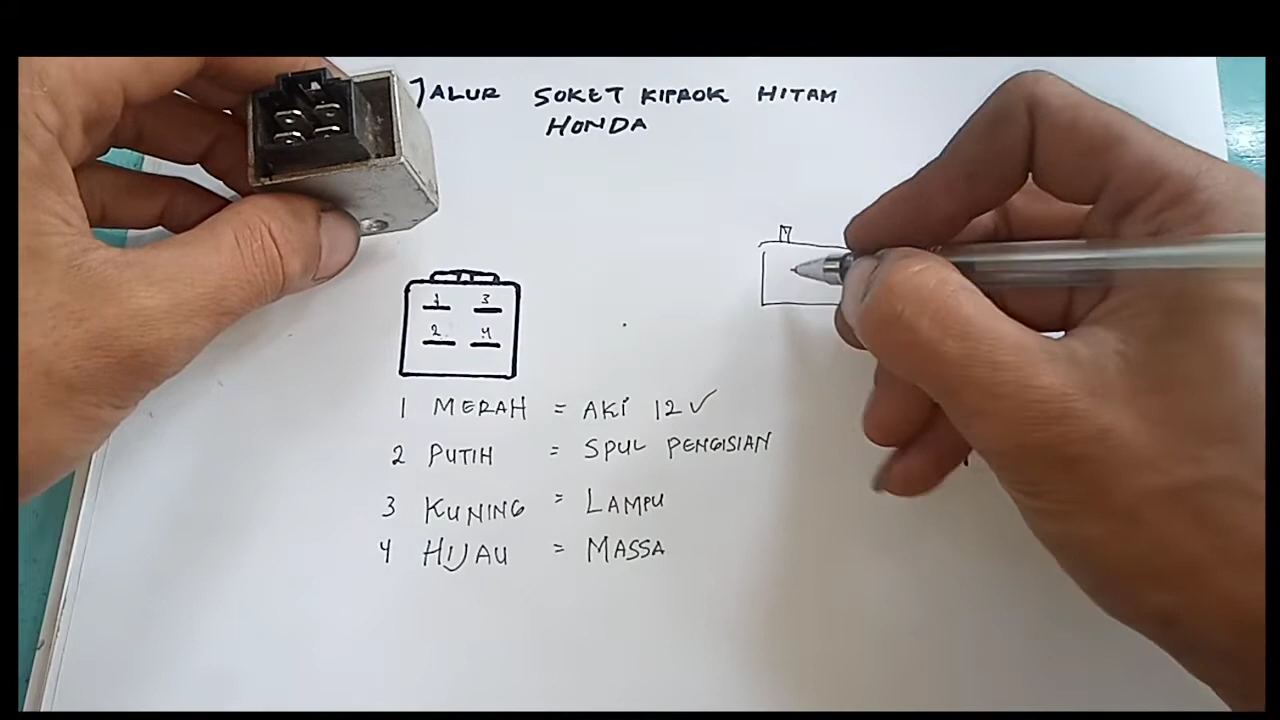 JALUR SOKET KIPROK HITAM
HONDA
1 3
2 4
1 MERAH = AKI 12V
2 PUTIH = SPUL PENGISIAN
3 KUNING = LAMPU
4 HIJAU = MASSA